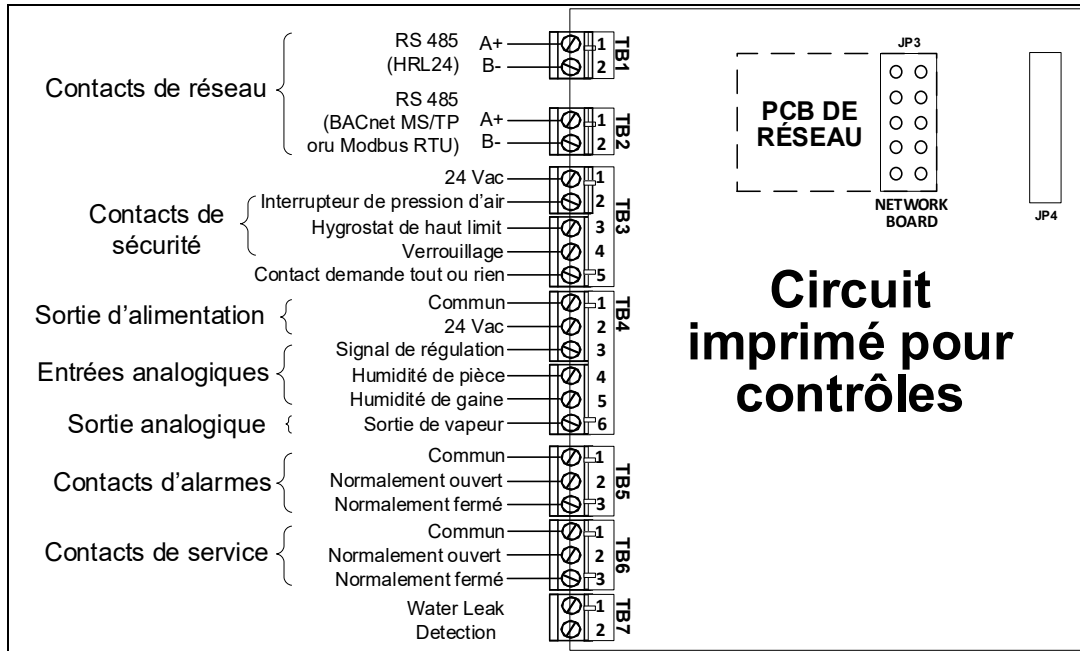 Contacts de réseau
RS 485
(HRL24)
A+
B-
1
2
TB1
RS 485
(BACnet MS/TP
oru Modbus RTU)
A+
B-
1
2
TB2
Contacts de
sécurité
24 Vac
Interrupteur de pression d'air
Hygrostat de haut limit
Verrouillage
Contact demande tout ou rien
1
2
3
4
5
TB3
Sortie d'alimentation
Entrées analogiques
Sortie analogique
Commun
24 Vac
Signal de régulation
Humidité de pièce
Humidité de gaine
Sortie de vapeur
1
2
3
4
5
6
TB4
Contacts d'alarmes
Commun
Normalement ouvert
Normalement fermé
1
2
3
TB5
Contacts de service
Commun
Normalement ouvert
Normalement fermé
1
2
3
TB6
Water Leak
Detection
1
2
TB7
JP3
PCB DE
RÉSEAU
NETWORK
BOARD
JP4
Circuit
imprimé pour
contrôles